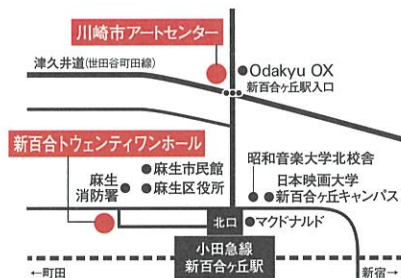 川崎市アートセンター
津久井道(世田谷町田線)
Odakyu OX
新百合ヶ丘駅入口
新百合トウェンティワンホール
昭和音楽大学北校舎
麻生市民館
麻生
消防署
麻生区役所
日本映画大学
新百合ヶ丘キャンパス
北口
マクドナルド
小田急線
新百合ヶ丘駅
←町田
新宿→